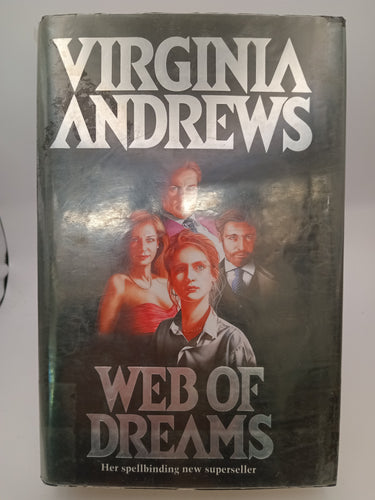 VIRGINIA
ANDREWS
WEB OF
DREAMS
Her spellbinding new superseller